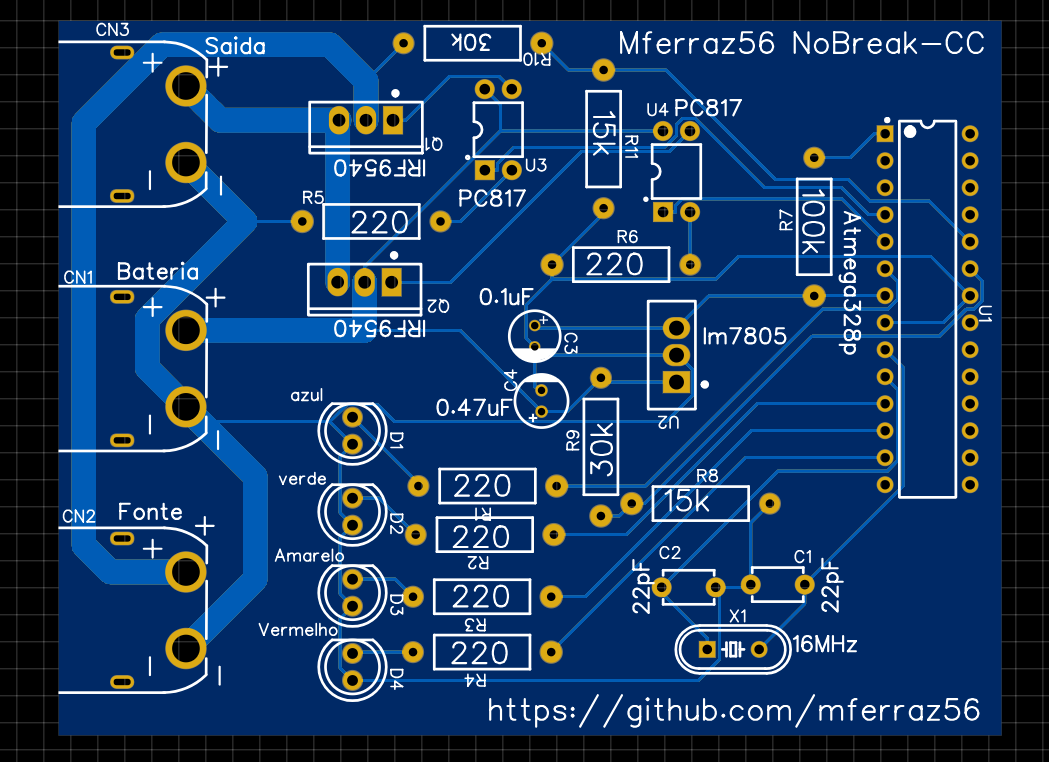 CN3
Saida
30k
R10
Mferraz56 NoBreak-CC
+
+
Q1
IRF9540
U3
PC817
15k
R11
U4 PC817
R5
220
R7
100k
Atmega328p
U1
CN1
Bateria
+
+
Q2
IRF9540
R6
220
0.1uF
+
C3
C4
0.47uF
+
lm7805
U2
azul
D1
R9
30k
verde
D2
220
R1
220
R2
R8
15k
CN2
Fonte
+
+
Amarelo
D3
220
R3
C2
22pF
C1
22pF
Vermelho
D4
220
R4
X1
16MHz
https://github.com/mferraz56